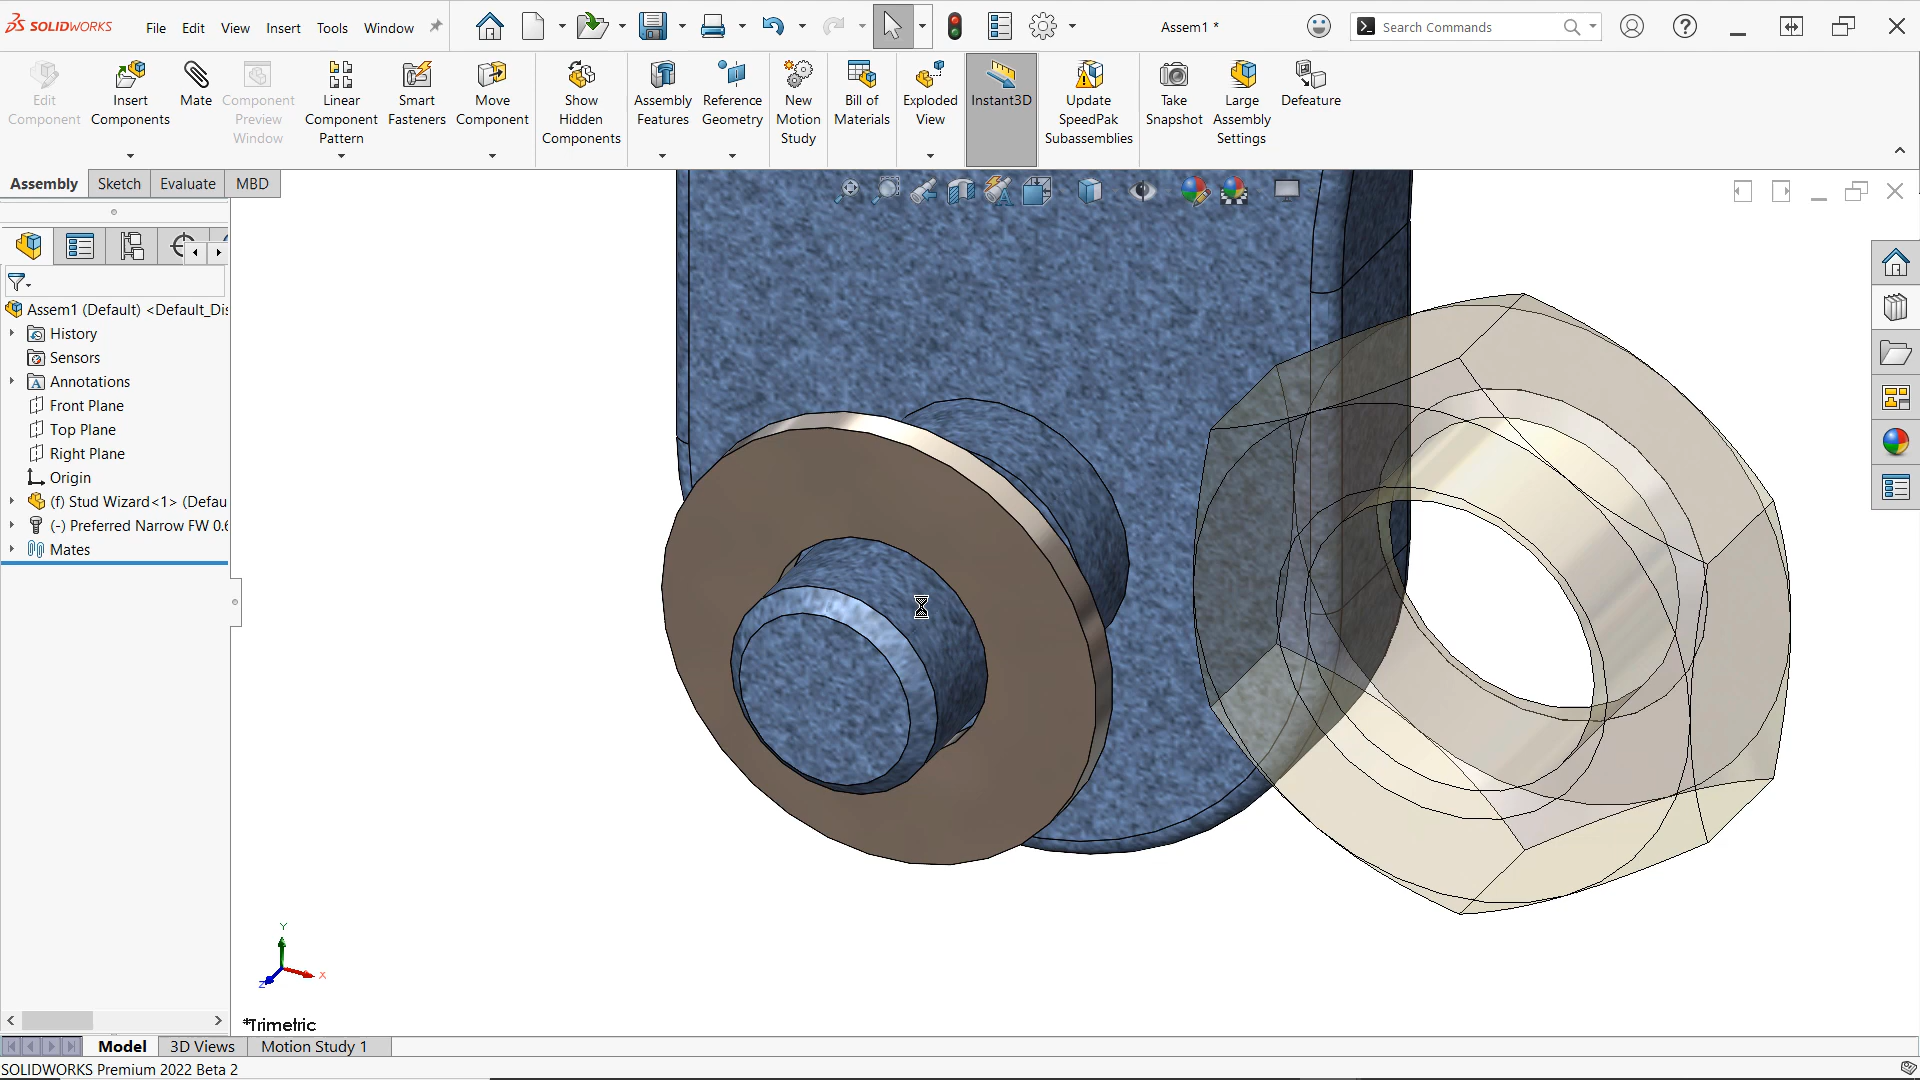 SOLIDWORKS File Edit View Insert Tools Window Assem1 * Search Commands
Edit Component
Insert Components
Mate
Component Preview Window
Linear Component Pattern
Smart Fasteners
Move Component
Show Hidden Components
Assembly Features
Reference Geometry
New Motion Study
Bill of Materials
Exploded View
Instant3D
Update SpeedPak Subassemblies
Take Snapshot
Large Assembly Settings
Defeature
Assembly Sketch Evaluate MBD
Assem1 (Default) <Default_Dis
History
Sensors
Annotations
Front Plane
Top Plane
Right Plane
Origin
(f) Stud Wizard<1> (Defau
(-) Preferred Narrow FW 0.6
Mates
Y
X
Z
*Trimetric
Model 3D Views Motion Study 1
SOLIDWORKS Premium 2022 Beta 2